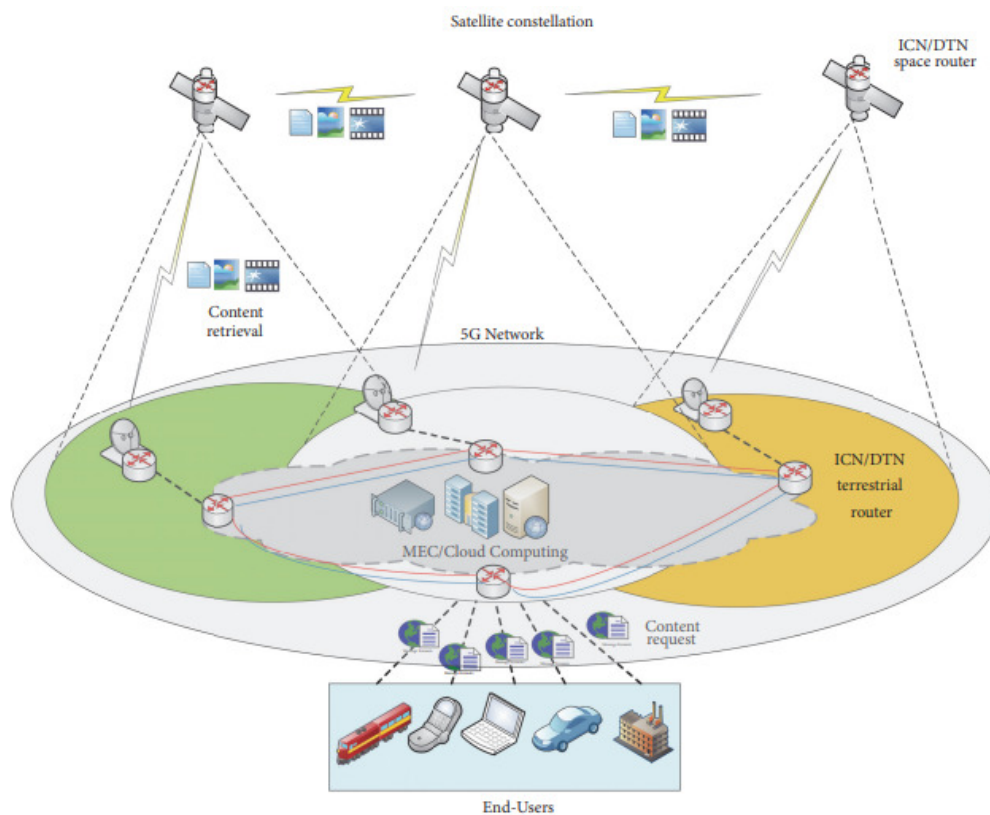 Satellite constellation
ICN/DTN
space router
Content
retrieval
5G Network
ICN/DTN
terrestrial
router
MEC/Cloud Computing
Content
request
End-Users